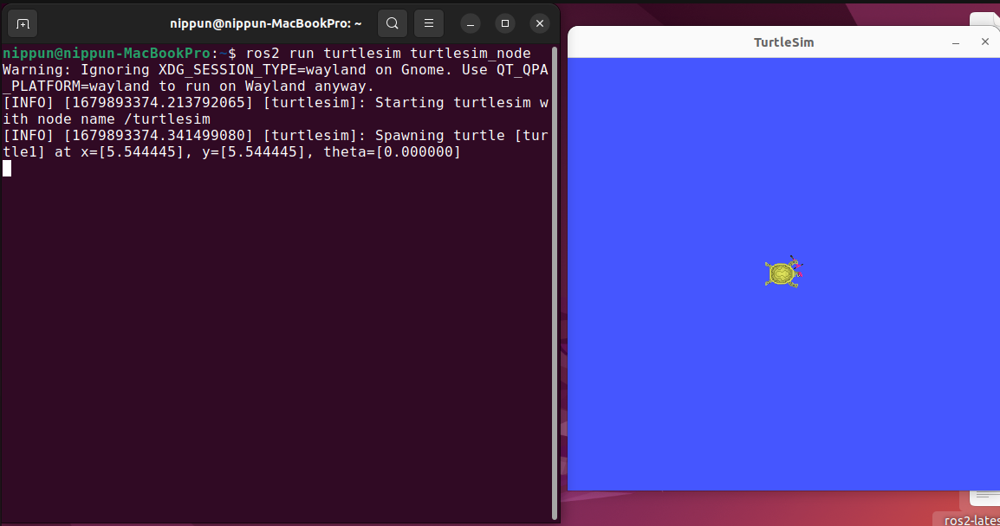 nippun@nippun-MacBookPro: ~
nippun@nippun-MacBookPro:~$ ros2 run turtlesim turtlesim_node
Warning: Ignoring XDG_SESSION_TYPE=wayland on Gnome. Use QT_QPA
_PLATFORM=wayland to run on Wayland anyway.
[INFO] [1679893374.213792065] [turtlesim]: Starting turtlesim w
ith node name /turtlesim
[INFO] [1679893374.341499080] [turtlesim]: Spawning turtle [tur
tle1] at x=[5.544445], y=[5.544445], theta=[0.000000]
TurtleSim
ros2-lates